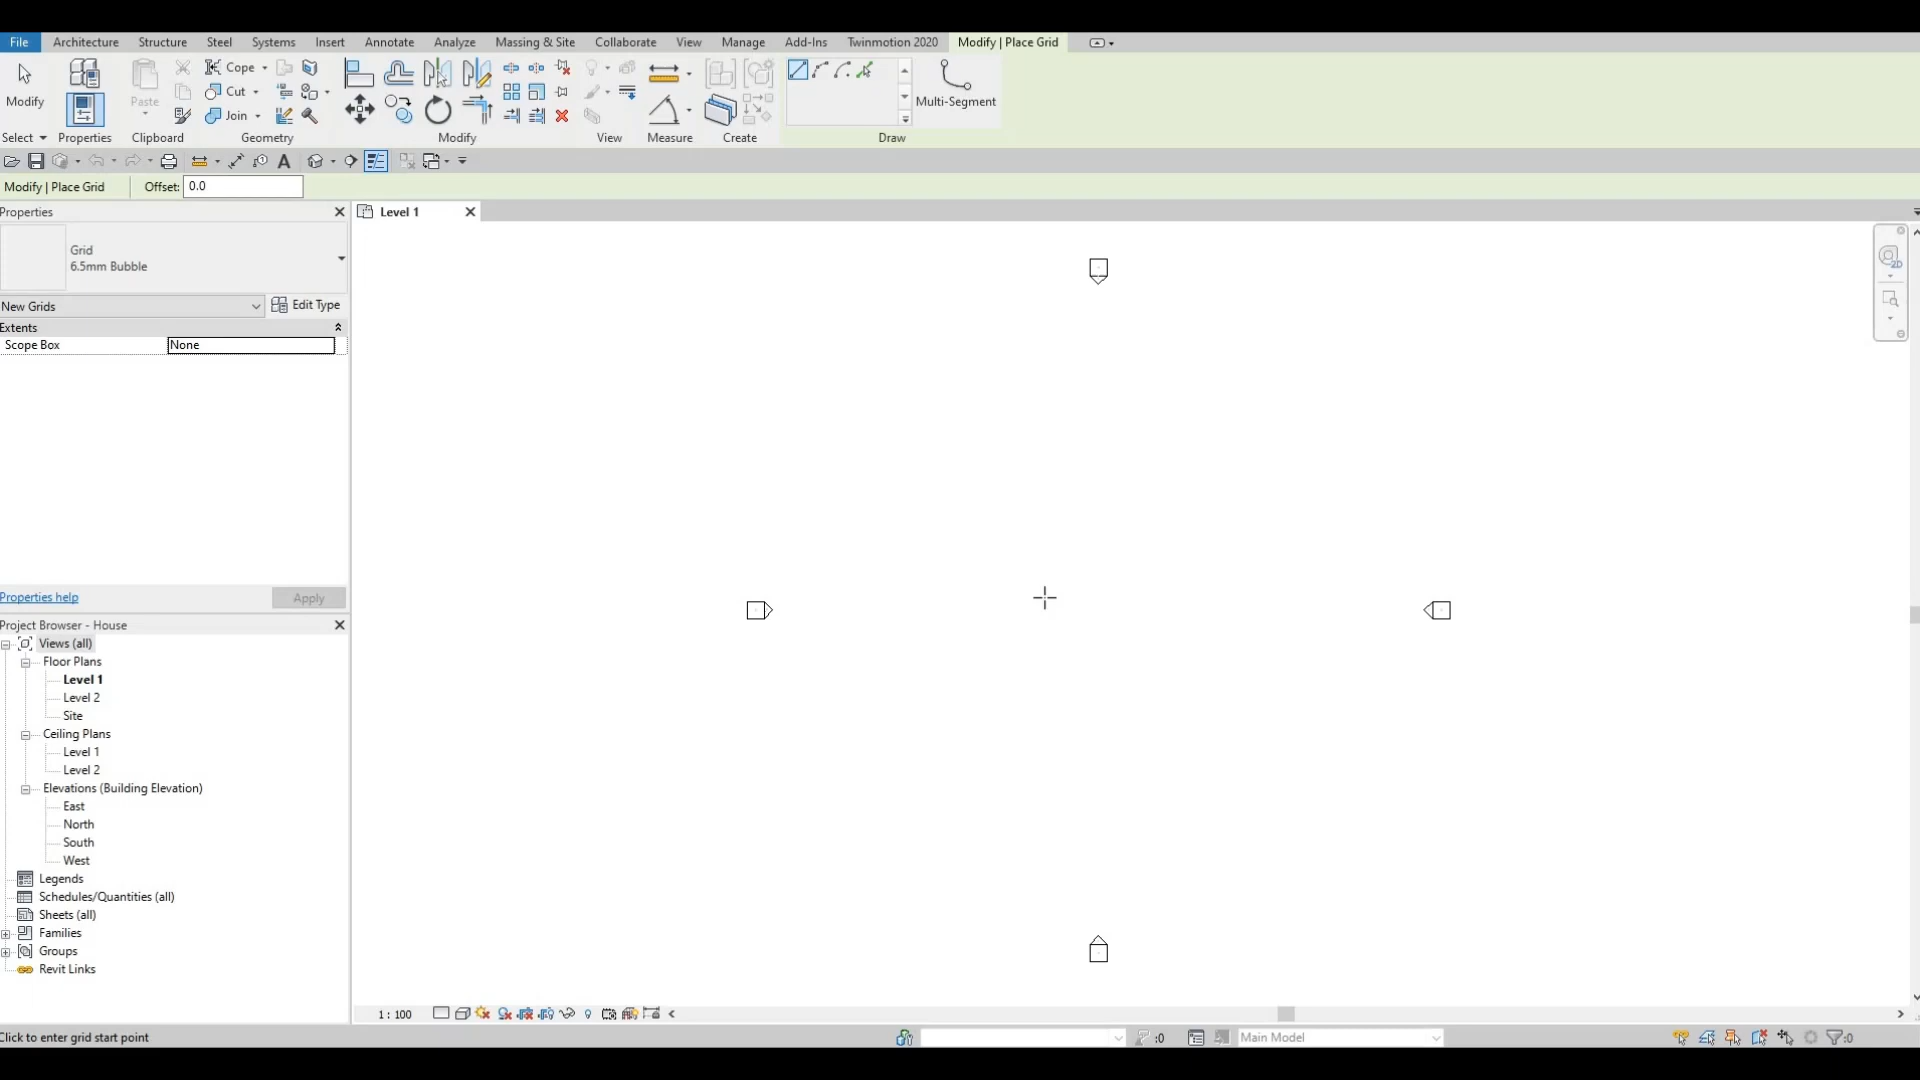 File Architecture Structure Steel Systems Insert Annotate Analyze Massing & Site Collaborate View Manage Add-Ins Twinmotion 2020 Modify | Place Grid
Modify
Paste
Cope
Cut
Join
Multi-Segment
Select Properties Clipboard Geometry Modify View Measure Create Draw
Modify | Place Grid Offset: 0.0
Properties
Level 1
Grid
6.5mm Bubble
2D
New Grids Edit Type
Extents
Scope Box None
Properties help Apply
Project Browser - House
Views (all)
Floor Plans
Level 1
Level 2
Site
Ceiling Plans
Level 1
Level 2
Elevations (Building Elevation)
East
North
South
West
Legends
Schedules/Quantities (all)
Sheets (all)
Families
Groups
Revit Links
1 : 100
Click to enter grid start point :0 Main Model :0